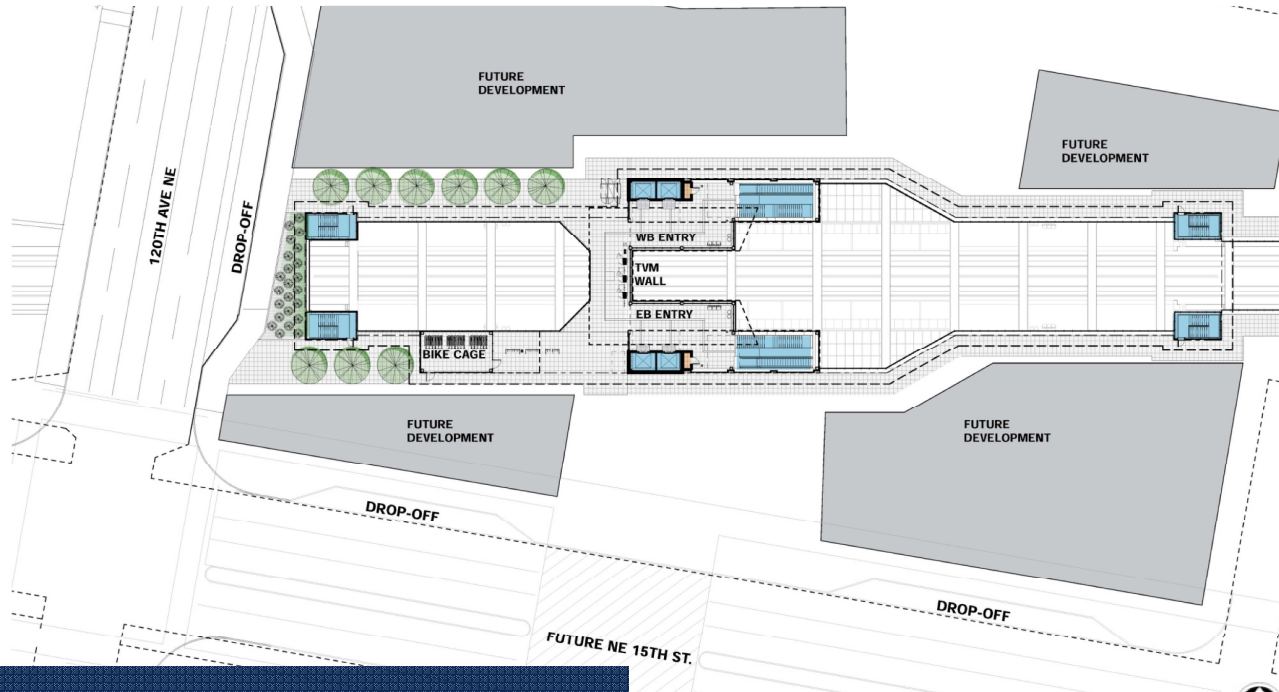 FUTURE
DEVELOPMENT
FUTURE
DEVELOPMENT
120TH AVE NE
DROP-OFF
WB ENTRY
TVM
WALL
EB ENTRY
BIKE CAGE
FUTURE
DEVELOPMENT
FUTURE
DEVELOPMENT
DROP-OFF
DROP-OFF
FUTURE NE 15TH ST.